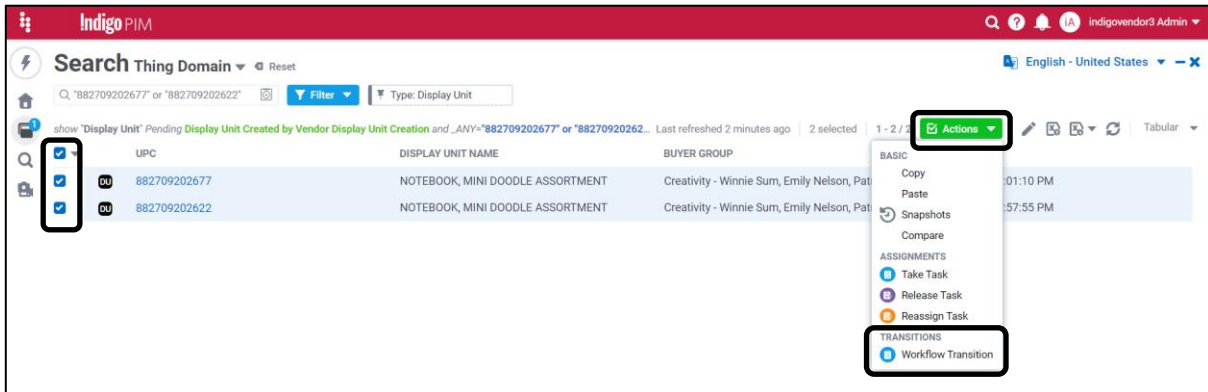 Indigo PIM
iA indigovendor3 Admin
Search Thing Domain Reset
English - United States
"882709202677" or "882709202622" Filter Type: Display Unit
show "Display Unit" Pending Display Unit Created by Vendor Display Unit Creation and _ANY="882709202677" or "88270920262... Last refreshed 2 minutes ago 2 selected 1 - 2 / 2 Actions Tabular
1
UPC DISPLAY UNIT NAME BUYER GROUP
DU 882709202677 NOTEBOOK, MINI DOODLE ASSORTMENT Creativity - Winnie Sum, Emily Nelson, Pat :01:10 PM
DU 882709202622 NOTEBOOK, MINI DOODLE ASSORTMENT Creativity - Winnie Sum, Emily Nelson, Pat :57:55 PM
BASIC
Copy
Paste
Snapshots
Compare
ASSIGNMENTS
Take Task
Release Task
Reassign Task
TRANSITIONS
Workflow Transition